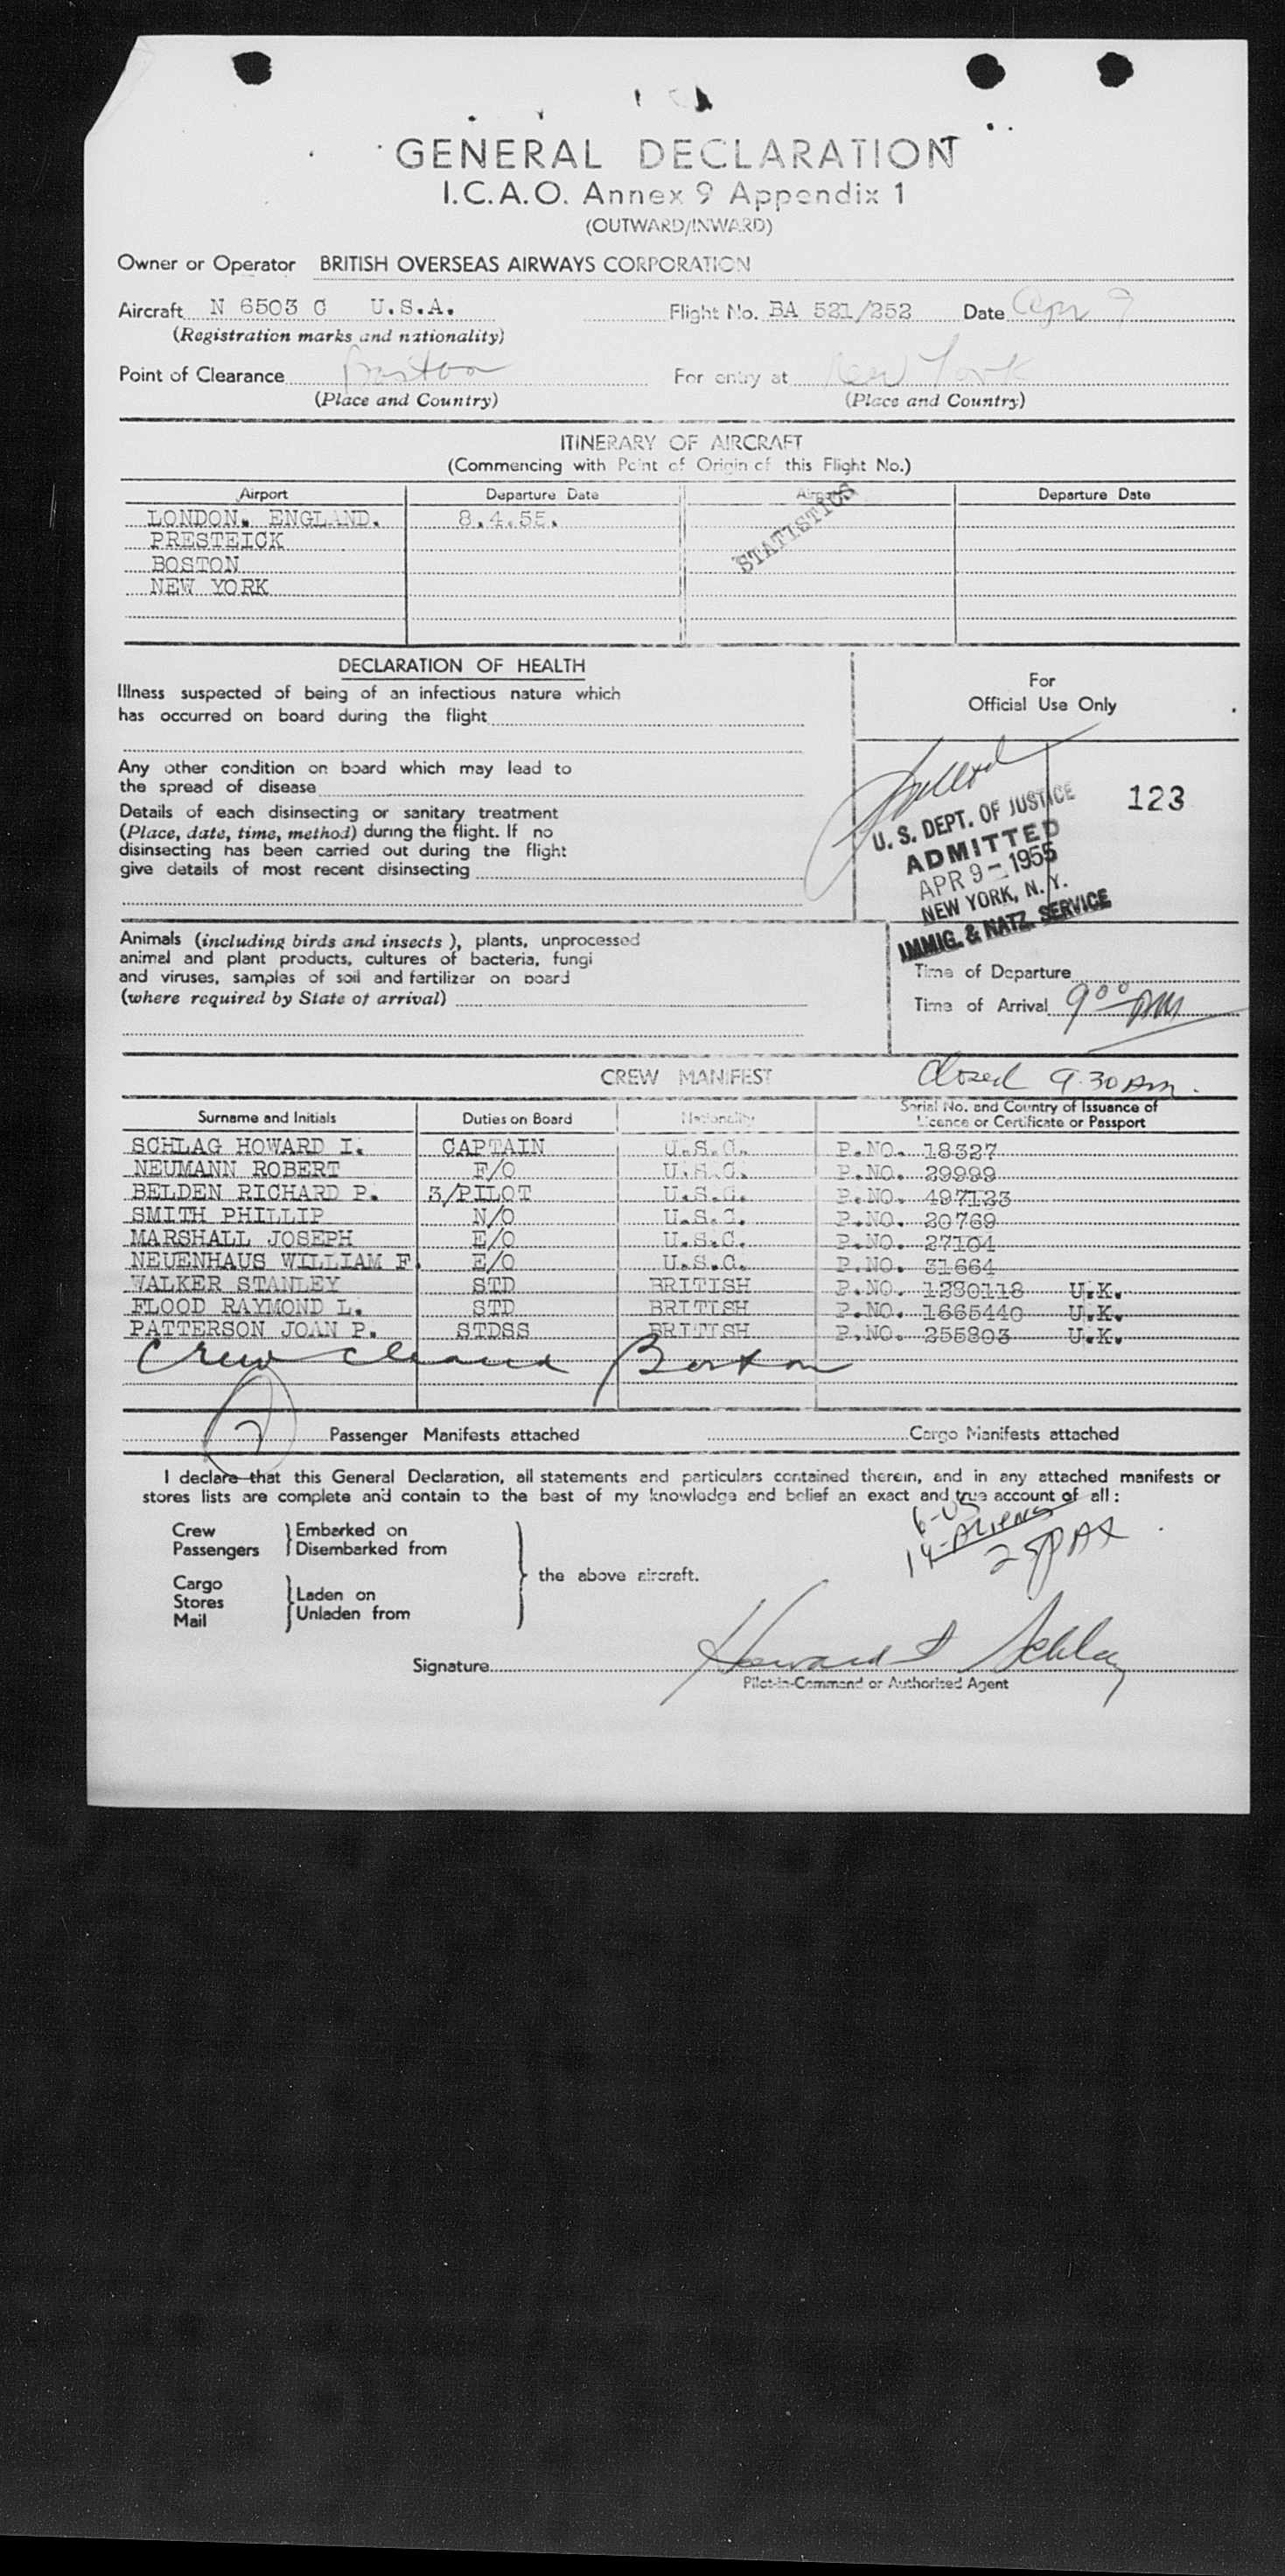 GENERAL DECLARATION
I.C.A.O. Annex 9 Appendix 1
(OUTWARD/INWARD)
Owner or Operator BRITISH OVERSEAS AIRWAYS CORPORATION
Aircraft N 6503 C U.S.A. Flight No. BA 521/252 Date Apr 9
(Registration marks and nationality)
Point of Clearance Boston For entry at New York
(Place and Country) (Place and Country)
ITINERARY OF AIRCRAFT
(Commencing with Point of Origin of this Flight No.)
Airport Departure Date Airport Departure Date
LONDON. ENGLAND. 8.4.55.
STATISTICS
PRESTEICK
BOSTON
NEW YORK
DECLARATION OF HEALTH
Illness suspected of being of an infectious nature which
has occurred on board during the flight
Any other condition on board which may lead to
the spread of disease
Details of each disinsecting or sanitary treatment
(Place, date, time, method) during the flight. If no
disinsecting has been carried out during the flight
give details of most recent disinsecting
Animals (including birds and insects), plants, unprocessed
animal and plant products, cultures of bacteria, fungi
and viruses, samples of soil and fertilizer on board
(where required by State of arrival)
For
Official Use Only
123
U. S. DEPT. OF JUSTICE
ADMITTED
APR 9 - 1955
NEW YORK, N. Y.
IMMIG. & NATZ. SERVICE
Time of Departure
Time of Arrival 9 00 AM
Closed 9.30 Am.
CREW MANIFEST
Surname and Initials Duties on Board Nationality Serial No. and Country of Issuance of
Licence or Certificate or Passport
SCHLAG HOWARD I. CAPTAIN U.S.C. P.NO. 18327
NEUMANN ROBERT F/O U.S.C. P.NO. 29999
BELDEN RICHARD P. 3/PILOT U.S.C. P.NO. 497123
SMITH PHILLIP N/O U.S.C. P.NO. 20769
MARSHALL JOSEPH E/O U.S.C. P.NO. 27104
NEUENHAUS WILLIAM F. E/O U.S.C. P.NO. 31664
WALKER STANLEY STD BRITISH P.NO. 1230118 U.K.
FLOOD RAYMOND L. STD BRITISH P.NO. 1665440 U.K.
PATTERSON JOAN P. STDSS BRITISH P.NO. 255803 U.K.
Crew cleared Boston
2 Passenger Manifests attached Cargo Manifests attached
I declare that this General Declaration, all statements and particulars contained therein, and in any attached manifests or
stores lists are complete and contain to the best of my knowledge and belief an exact and true account of all:
6-US
14-Aliens
Crew Embarked on
Passengers Disembarked from
the above aircraft.
Cargo
Stores Laden on
Mail Unladen from
Signature Howard I Schlag
Pilot-in-Command or Authorised Agent